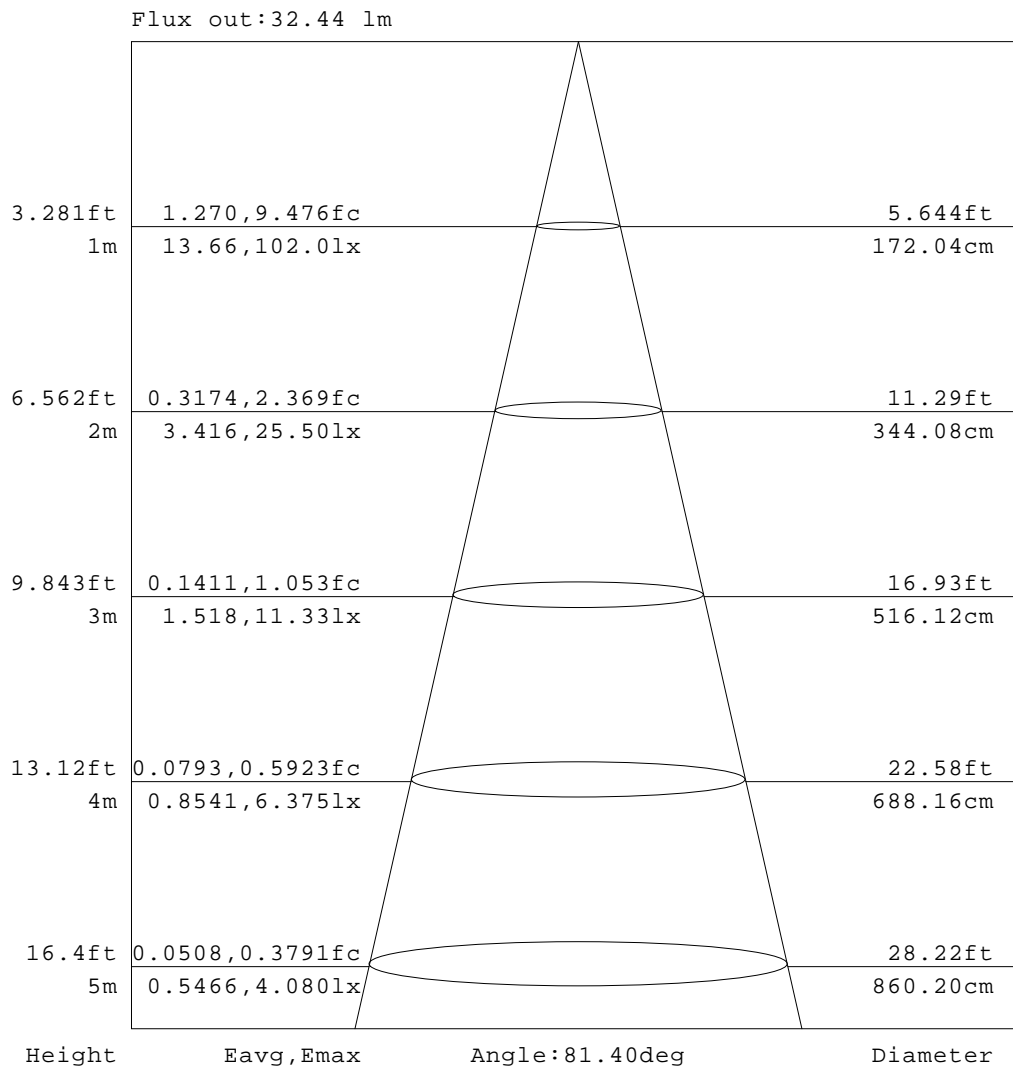 Flux out:32.44 lm
3.281ft 1.270,9.476fc 5.644ft
1m 13.66,102.0lx 172.04cm
6.562ft 0.3174,2.369fc 11.29ft
2m 3.416,25.50lx 344.08cm
9.843ft 0.1411,1.053fc 16.93ft
3m 1.518,11.33lx 516.12cm
13.12ft 0.0793,0.5923fc 22.58ft
4m 0.8541,6.375lx 688.16cm
16.4ft 0.0508,0.3791fc 28.22ft
5m 0.5466,4.080lx 860.20cm
Height Eavg,Emax Angle:81.40deg Diameter